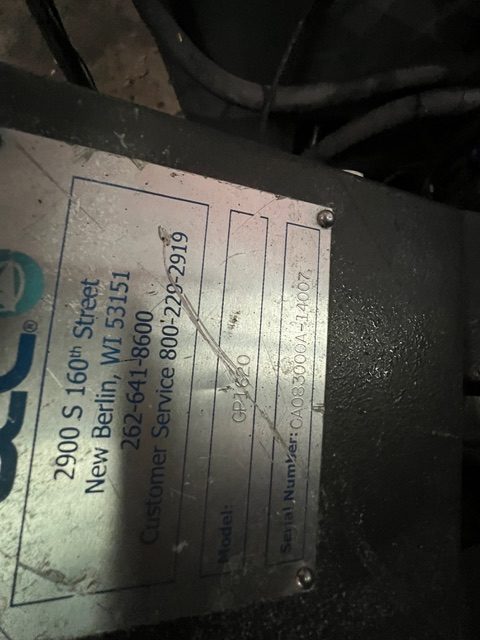 ®
2900 S 160th Street
New Berlin, WI 53151
262-641-8600
Customer Service 800-229-2919
Model: GP1620
Serial Number: CA083000A-14007